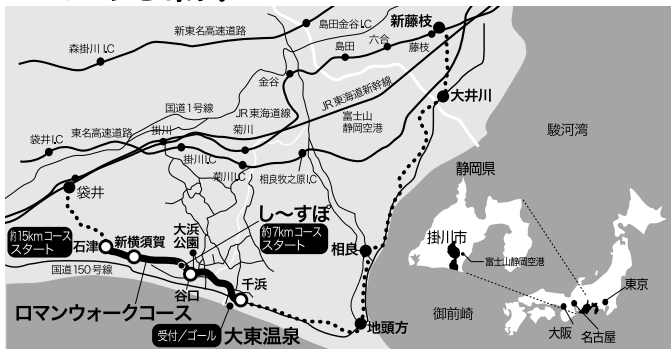 新東名高速道路
島田金谷I.C
新藤枝
森掛川I.C
島田
六合
藤枝
金谷
JR東海道新幹線
大井川
国道1号線
JR東海道線
富士山
静岡空港
駿河湾
袋井I.C
東名高速道路
掛川
菊川
掛川I.C
菊川I.C
相良牧之原I.C
静岡県
袋井
し〜すぽ
約15kmコース
スタート
石津
新横須賀
大浜
公園
約7kmコース
スタート
相良
掛川市
富士山静岡空港
国道150号線
谷口
千浜
ロマンウォークコース
受付/ゴール
大東温泉
地頭方
御前崎
東京
名古屋
大阪